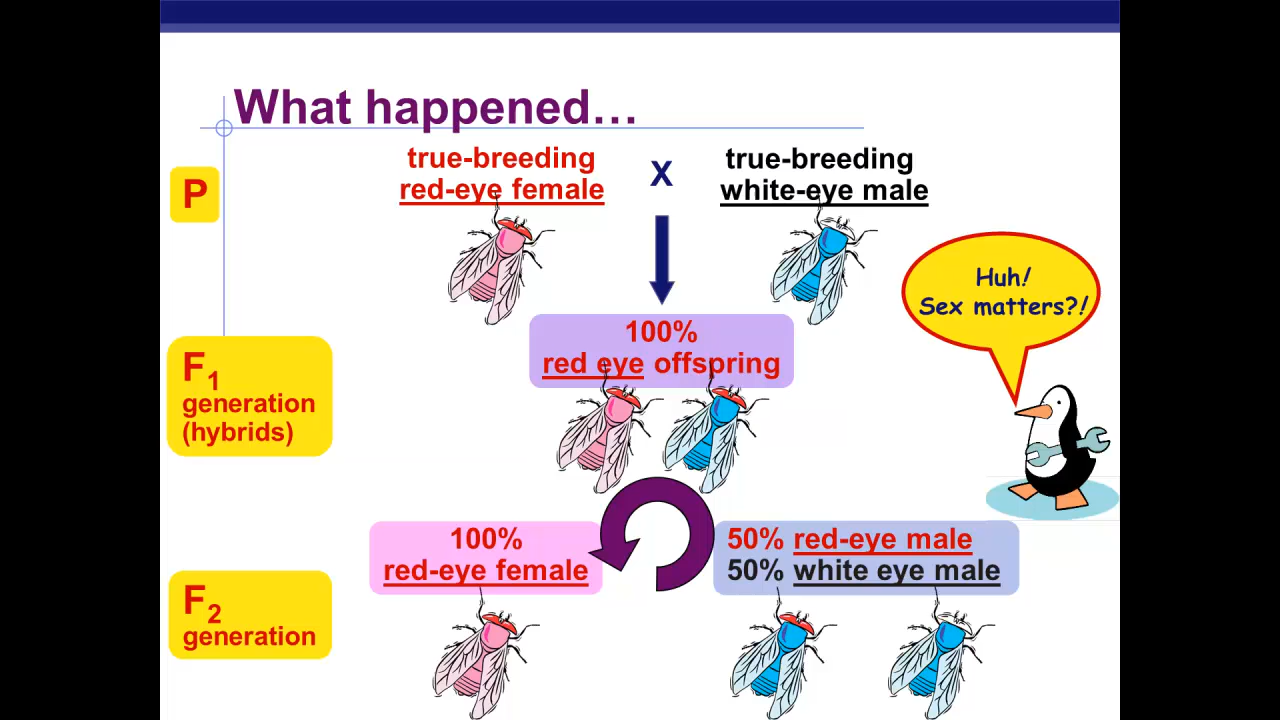 What happened…
P
true-breeding
red-eye female
X
true-breeding
white-eye male
Huh!
Sex matters?!
F1
generation
(hybrids)
100%
red eye offspring
F2
generation
100%
red-eye female
50% red-eye male
50% white eye male